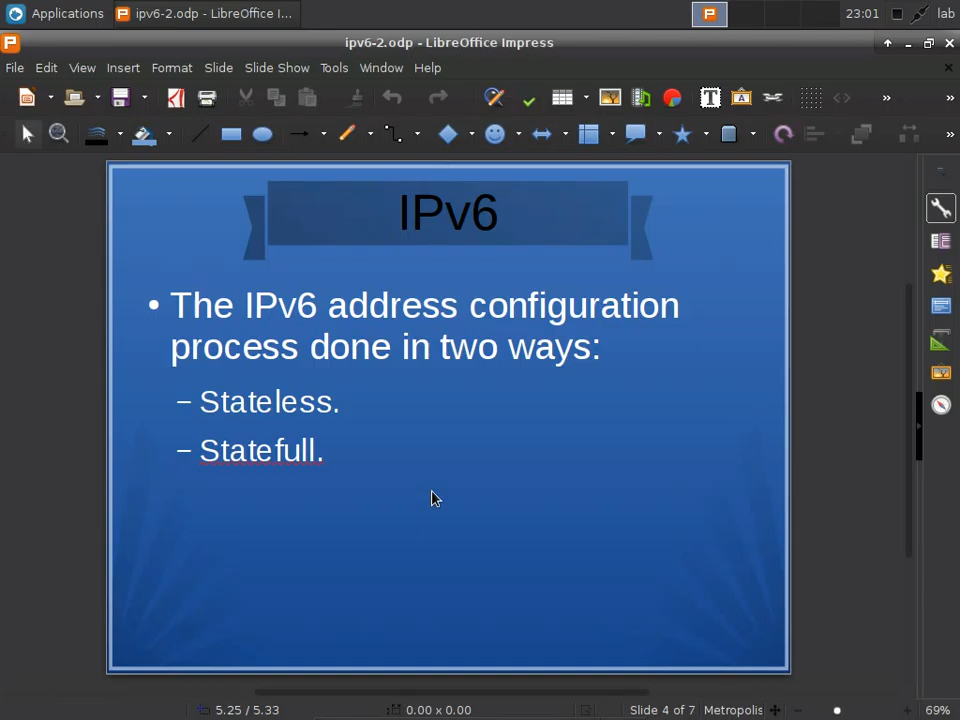 Applications ipv6-2.odp - LibreOffice I... 23:01 lab
ipv6-2.odp - LibreOffice Impress
File Edit View Insert Format Slide Slide Show Tools Window Help
IPv6
• The IPv6 address configuration
process done in two ways:
– Stateless.
– Statefull.
5.25 / 5.33 0.00 x 0.00 Slide 4 of 7 Metropolis 69%